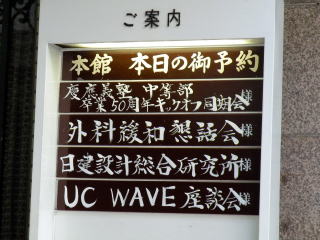 ご案内
本館 本日の御予約
慶應義塾 中等部
卒業50周年キックオフ同期会様
外科緩和懇話会様
日建設計総合研究所様
UC WAVE 座談会様